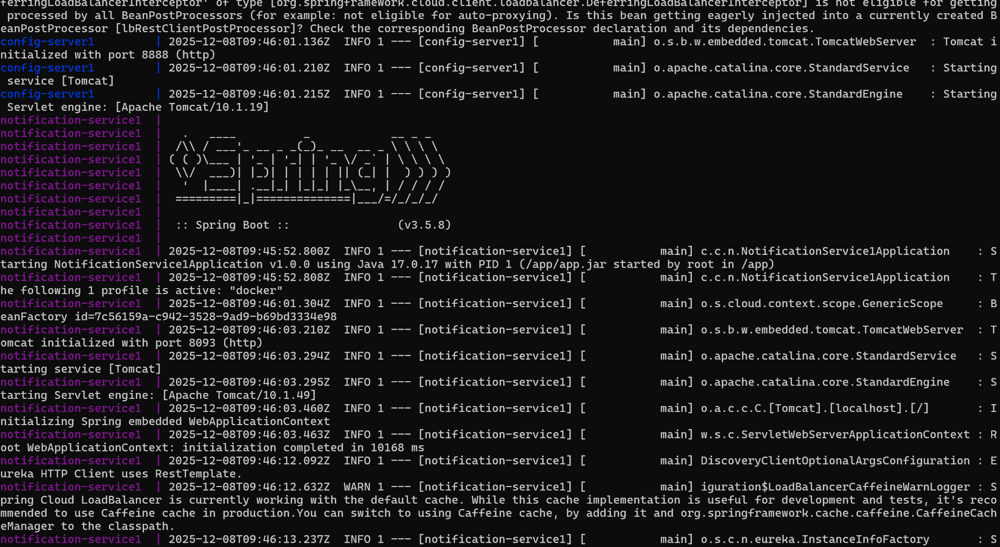 ferringLoadBalancerInterceptor' of type [org.springframework.cloud.client.loadbalancer.DeferringLoadBalancerInterceptor] is not eligible for getting
 processed by all BeanPostProcessors (for example: not eligible for auto-proxying). Is this bean getting eagerly injected into a currently created B
eanPostProcessor [lbRestClientPostProcessor]? Check the corresponding BeanPostProcessor declaration and its dependencies.
config-server1         | 2025-12-08T09:46:01.136Z  INFO 1 --- [config-server1] [           main] o.s.b.w.embedded.tomcat.TomcatWebServer  : Tomcat i
nitialized with port 8888 (http)
config-server1         | 2025-12-08T09:46:01.210Z  INFO 1 --- [config-server1] [           main] o.apache.catalina.core.StandardService   : Starting
 service [Tomcat]
config-server1         | 2025-12-08T09:46:01.215Z  INFO 1 --- [config-server1] [           main] o.apache.catalina.core.StandardEngine    : Starting
 Servlet engine: [Apache Tomcat/10.1.19]
notification-service1  |
notification-service1  |   .   ____          _            __ _ _
notification-service1  |  /\\ / ___'_ __ _ _(_)_ __  __ _ \ \ \ \
notification-service1  | ( ( )\___ | '_ | '_| | '_ \/ _` | \ \ \ \
notification-service1  |  \\/  ___)| |_)| | | | | || (_| |  ) ) ) )
notification-service1  |   '  |____| .__|_| |_|_| |_\__, | / / / /
notification-service1  |  =========|_|==============|___/=/_/_/_/
notification-service1  |
notification-service1  |  :: Spring Boot ::                (v3.5.8)
notification-service1  |
notification-service1  | 2025-12-08T09:45:52.800Z  INFO 1 --- [notification-service1] [           main] c.c.n.NotificationService1Application    : S
tarting NotificationService1Application v1.0.0 using Java 17.0.17 with PID 1 (/app/app.jar started by root in /app)
notification-service1  | 2025-12-08T09:45:52.808Z  INFO 1 --- [notification-service1] [           main] c.c.n.NotificationService1Application    : T
he following 1 profile is active: "docker"
notification-service1  | 2025-12-08T09:46:01.304Z  INFO 1 --- [notification-service1] [           main] o.s.cloud.context.scope.GenericScope     : B
eanFactory id=7c56159a-c942-3528-9ad9-b69bd3334e98
notification-service1  | 2025-12-08T09:46:03.210Z  INFO 1 --- [notification-service1] [           main] o.s.b.w.embedded.tomcat.TomcatWebServer  : T
omcat initialized with port 8093 (http)
notification-service1  | 2025-12-08T09:46:03.294Z  INFO 1 --- [notification-service1] [           main] o.apache.catalina.core.StandardService   : S
tarting service [Tomcat]
notification-service1  | 2025-12-08T09:46:03.295Z  INFO 1 --- [notification-service1] [           main] o.apache.catalina.core.StandardEngine    : S
tarting Servlet engine: [Apache Tomcat/10.1.49]
notification-service1  | 2025-12-08T09:46:03.460Z  INFO 1 --- [notification-service1] [           main] o.a.c.c.C.[Tomcat].[localhost].[/]       : I
nitializing Spring embedded WebApplicationContext
notification-service1  | 2025-12-08T09:46:03.463Z  INFO 1 --- [notification-service1] [           main] w.s.c.ServletWebServerApplicationContext : R
oot WebApplicationContext: initialization completed in 10168 ms
notification-service1  | 2025-12-08T09:46:12.092Z  INFO 1 --- [notification-service1] [           main] DiscoveryClientOptionalArgsConfiguration : E
ureka HTTP Client uses RestTemplate.
notification-service1  | 2025-12-08T09:46:12.632Z  WARN 1 --- [notification-service1] [           main] iguration$LoadBalancerCaffeineWarnLogger : S
pring Cloud LoadBalancer is currently working with the default cache. While this cache implementation is useful for development and tests, it's reco
mmended to use Caffeine cache in production.You can switch to using Caffeine cache, by adding it and org.springframework.cache.caffeine.CaffeineCach
eManager to the classpath.
notification-service1  | 2025-12-08T09:46:13.237Z  INFO 1 --- [notification-service1] [           main] o.s.c.n.eureka.InstanceInfoFactory       : S